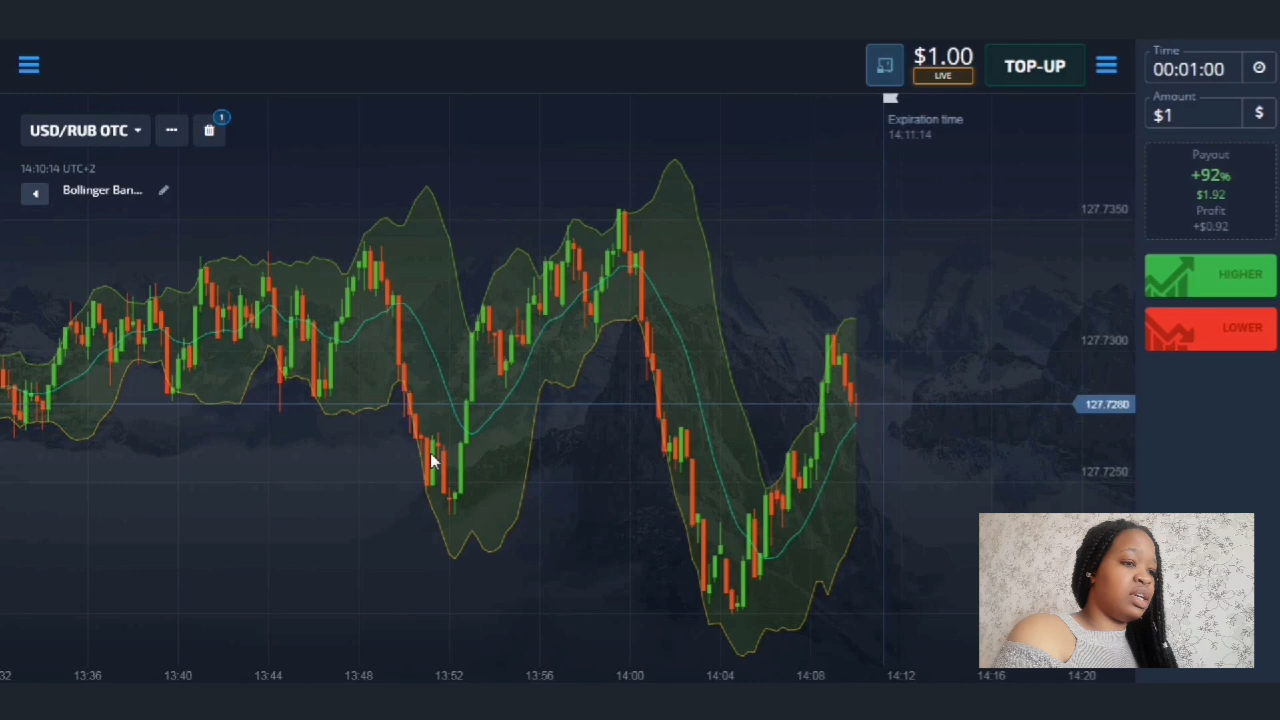 $1.00
LIVE
TOP-UP
Time
00:01:00
Amount
$1
$
Payout
+92%
$1.92
Profit
+$0.92
HIGHER
LOWER
USD/RUB OTC
...
1
14:10:14 UTC+2
Bollinger Ban...
Expiration time
14:11:14
127.7350
127.7300
127.7280
127.7250
32
13:36
13:40
13:44
13:48
13:52
13:56
14:00
14:04
14:08
14:12
14:16
14:20